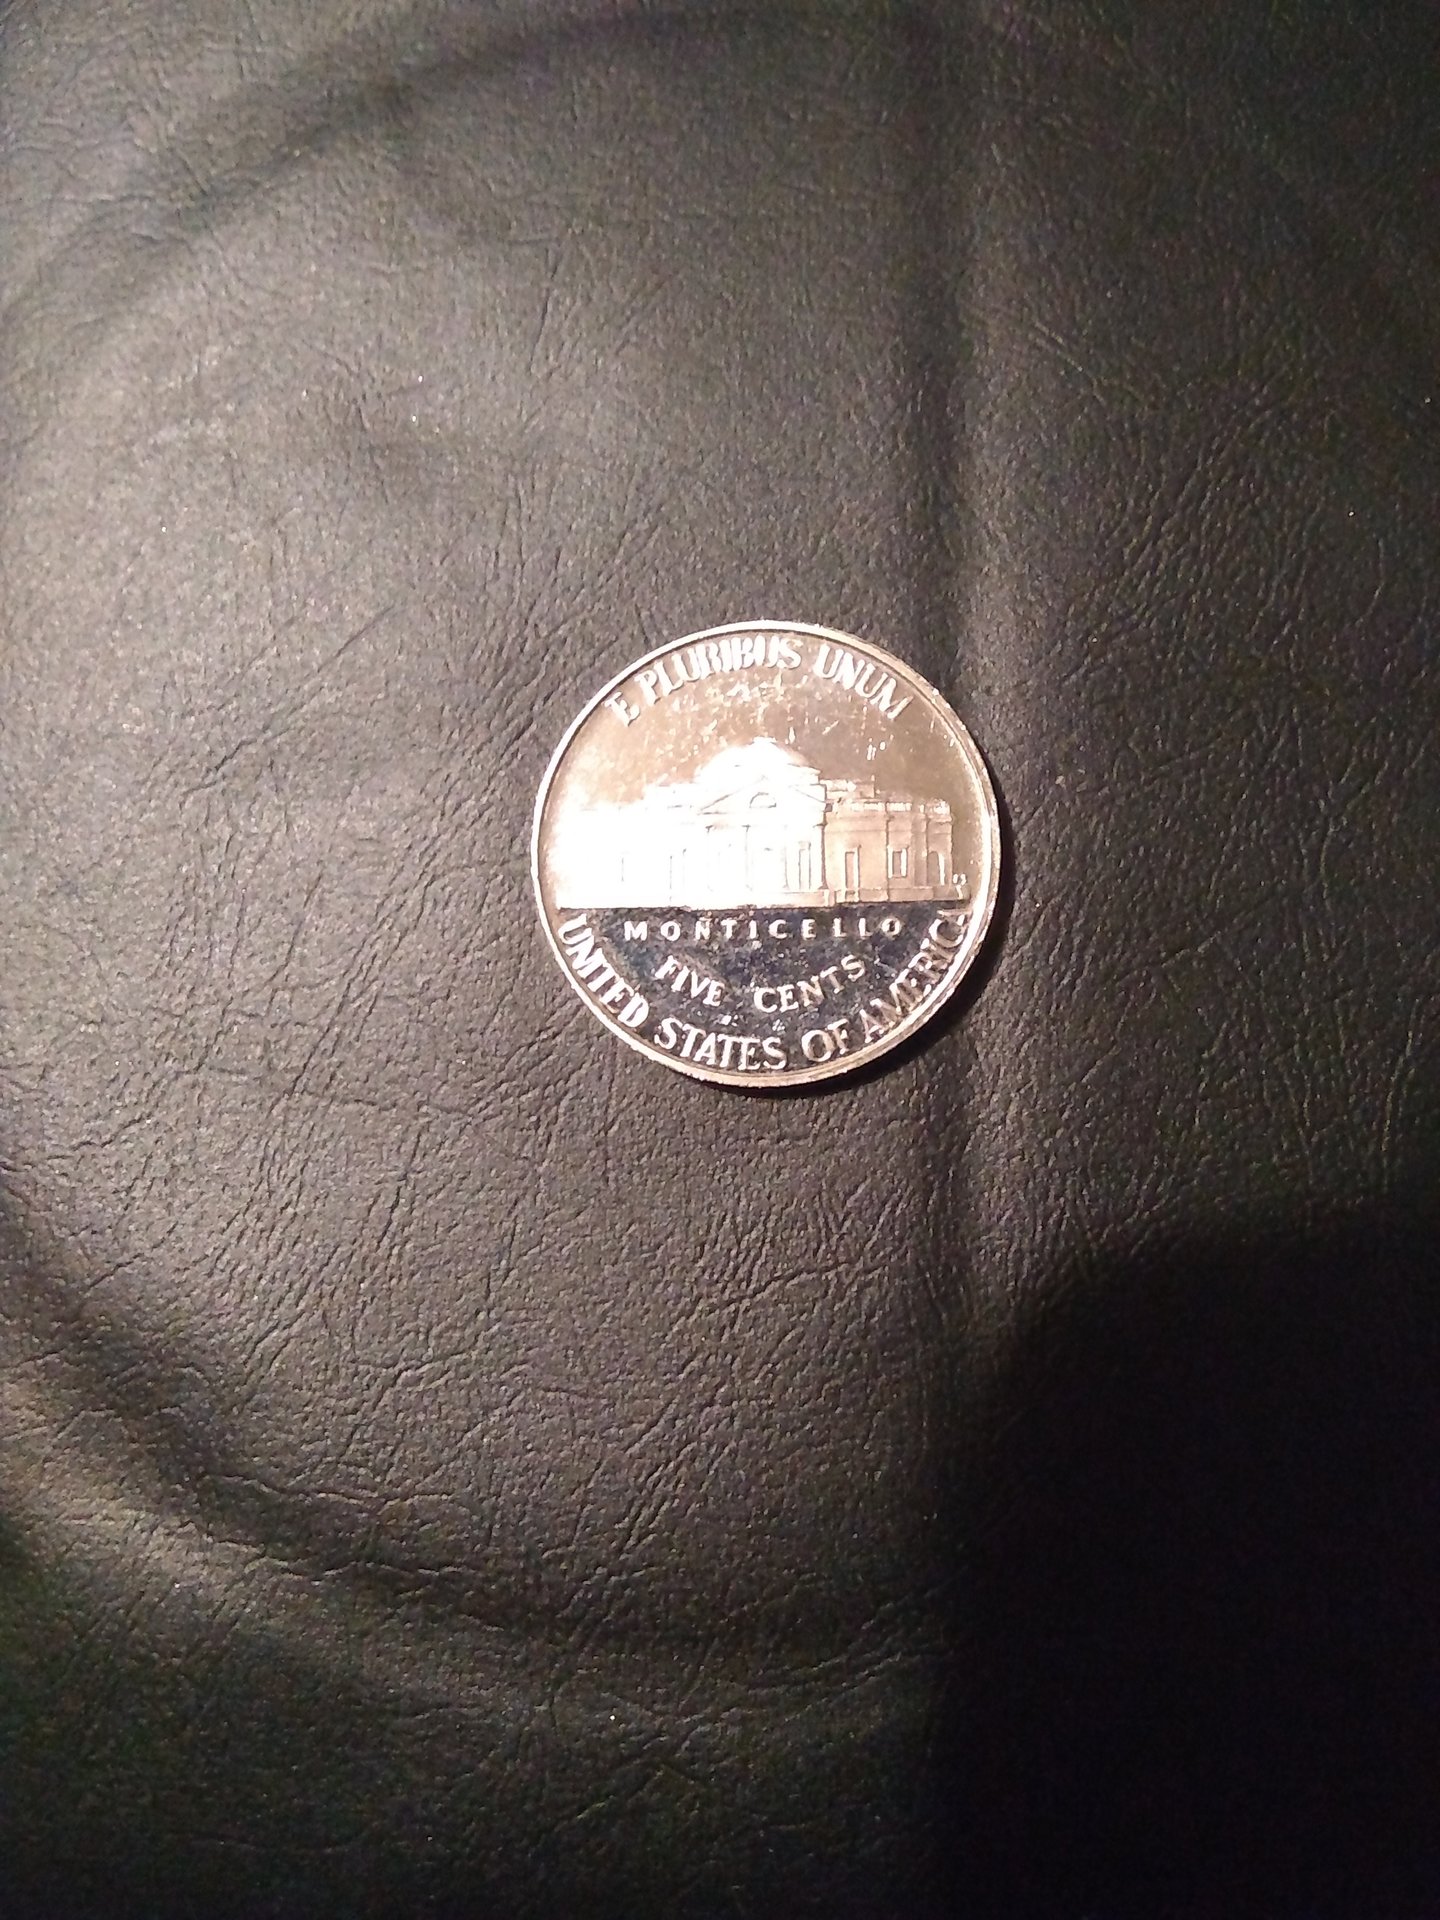 E PLURIBUS UNUM
MONTICELLO
FIVE CENTS
UNITED STATES OF AMERICA